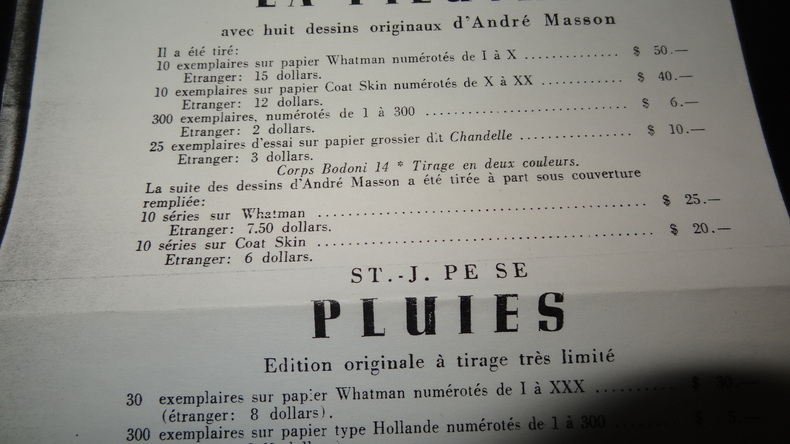 avec huit dessins originaux d'André Masson
Il a été tiré:
10 exemplaires sur papier Whatman numérotés de I à X ............. $ 50.—
Etranger: 15 dollars.
10 exemplaires sur papier Coat Skin numérotés de X à XX ........... $ 40.—
Etranger: 12 dollars.
300 exemplaires, numérotés de 1 à 300 ........................ $ 6.—
Etranger: 2 dollars.
25 exemplaires d'essai sur papier grossier dit Chandelle ............... $ 10.—
Etranger: 3 dollars.
Corps Bodoni 14 * Tirage en deux couleurs.
La suite des dessins d'André Masson a été tirée à part sous couverture
rempliée:
10 séries sur Whatman ............................................ $ 25.—
Etranger: 7.50 dollars.
10 séries sur Coat Skin ............................................ $ 20.—
Etranger: 6 dollars.
ST.-J. PE SE
PLUIES
Edition originale à tirage très limité
30 exemplaires sur papier Whatman numérotés de I à XXX .......... $ 30.—
(étranger: 8 dollars).
300 exemplaires sur papier type Hollande numérotés de 1 à 300 ........ $ 5.—